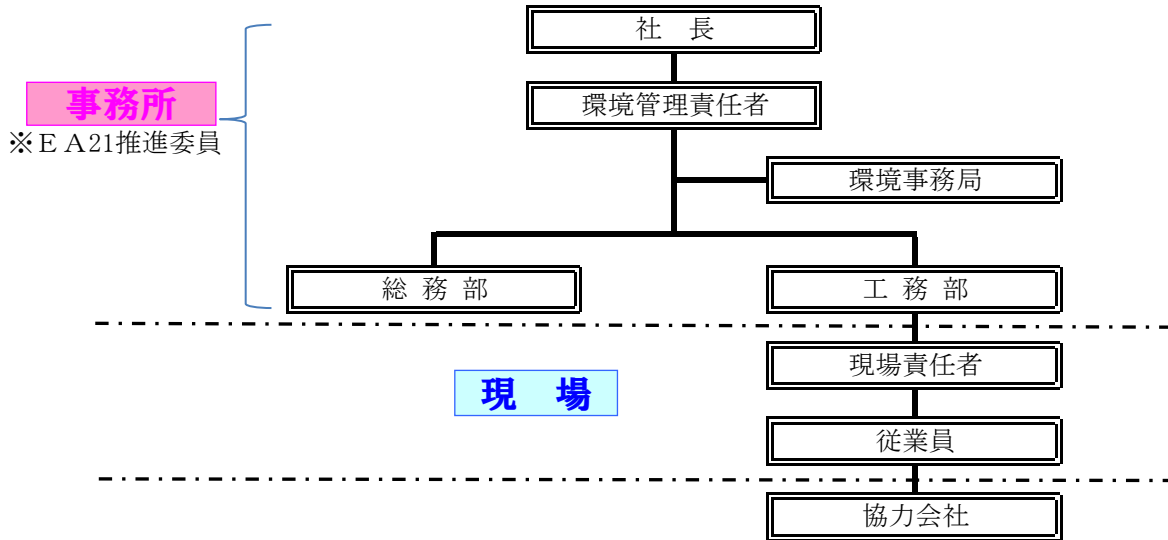 社　長
事務所
環境管理責任者
※ＥＡ21推進委員
環境事務局
総 務 部
工 務 部
現場責任者
現　場
従業員
協力会社